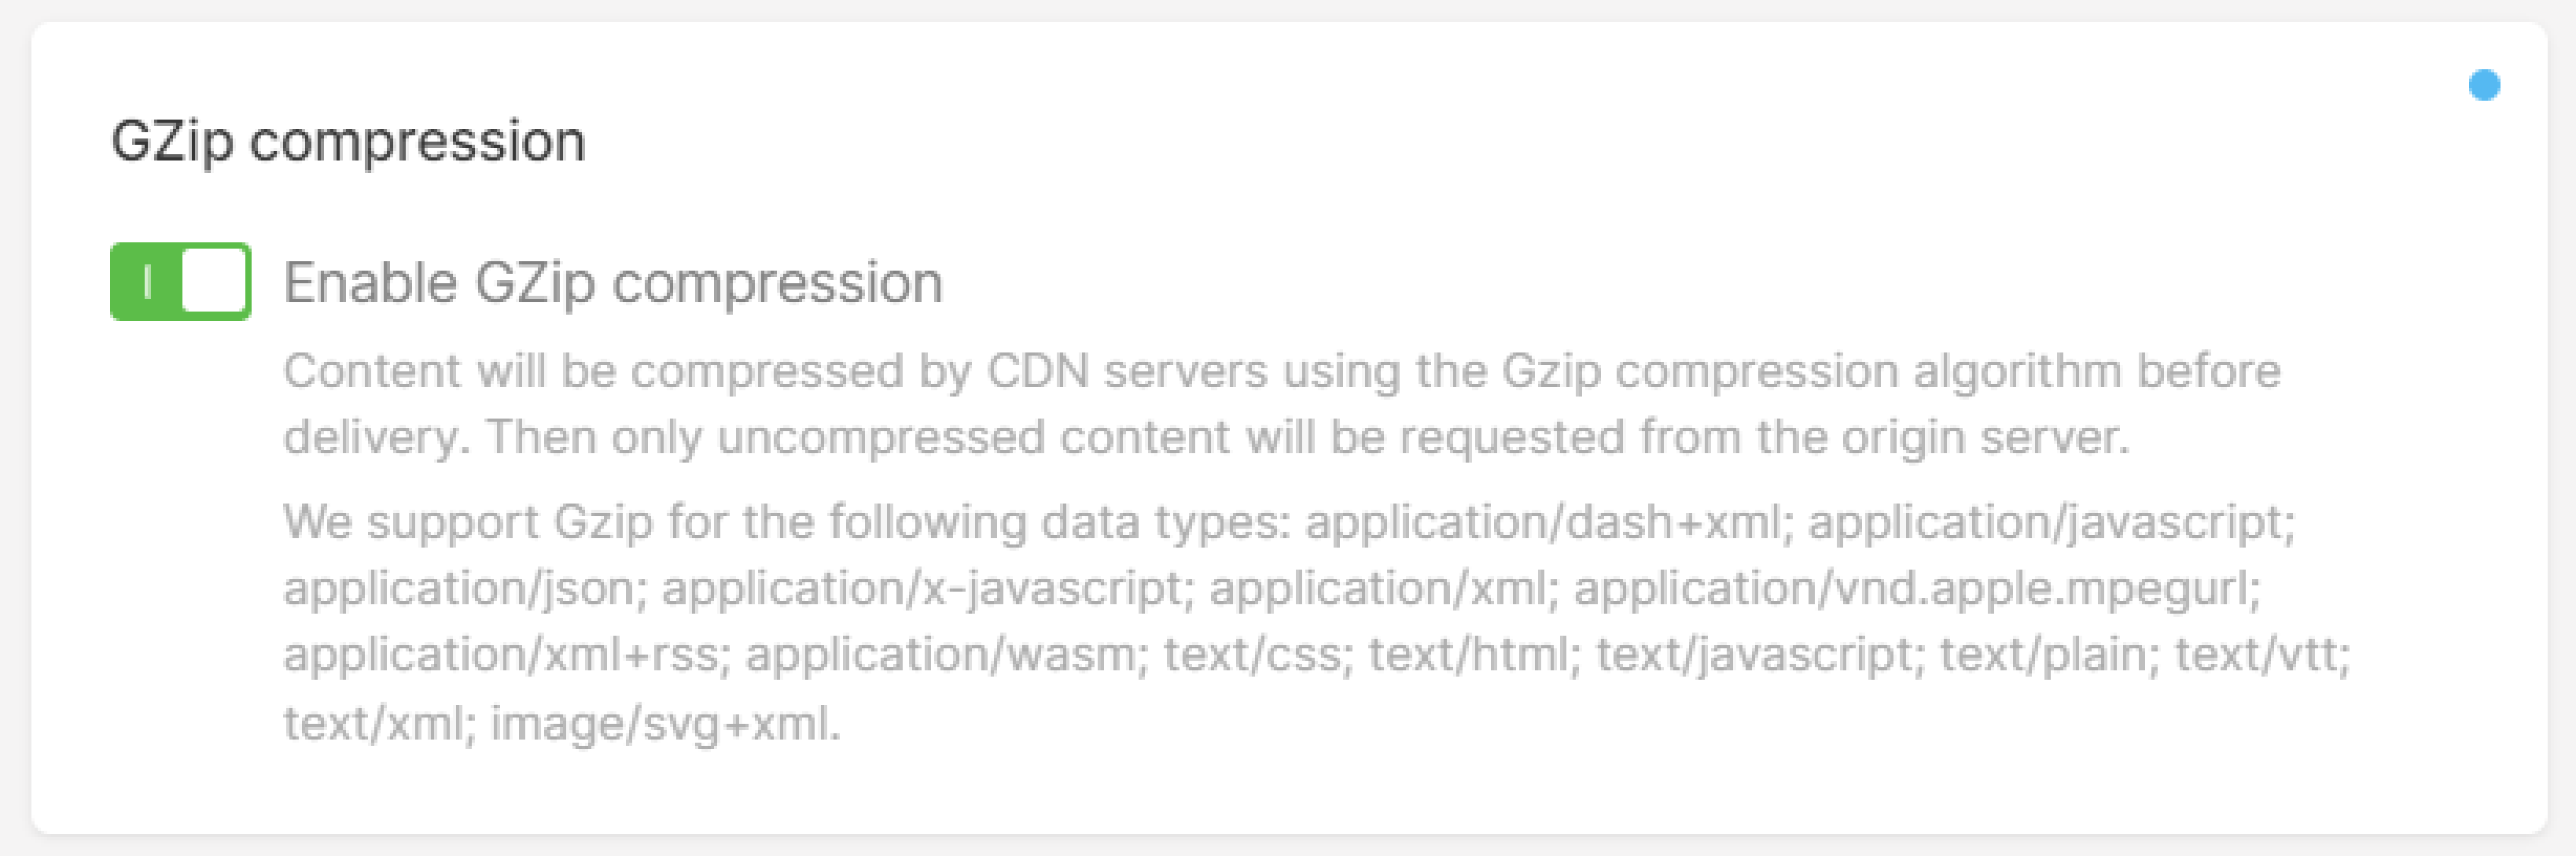 GZip compression
Enable GZip compression
Content will be compressed by CDN servers using the Gzip compression algorithm before
delivery. Then only uncompressed content will be requested from the origin server.
We support Gzip for the following data types: application/dash+xml; application/javascript;
application/json; application/x-javascript; application/xml; application/vnd.apple.mpegurl;
application/xml+rss; application/wasm; text/css; text/html; text/javascript; text/plain; text/vtt;
text/xml; image/svg+xml.